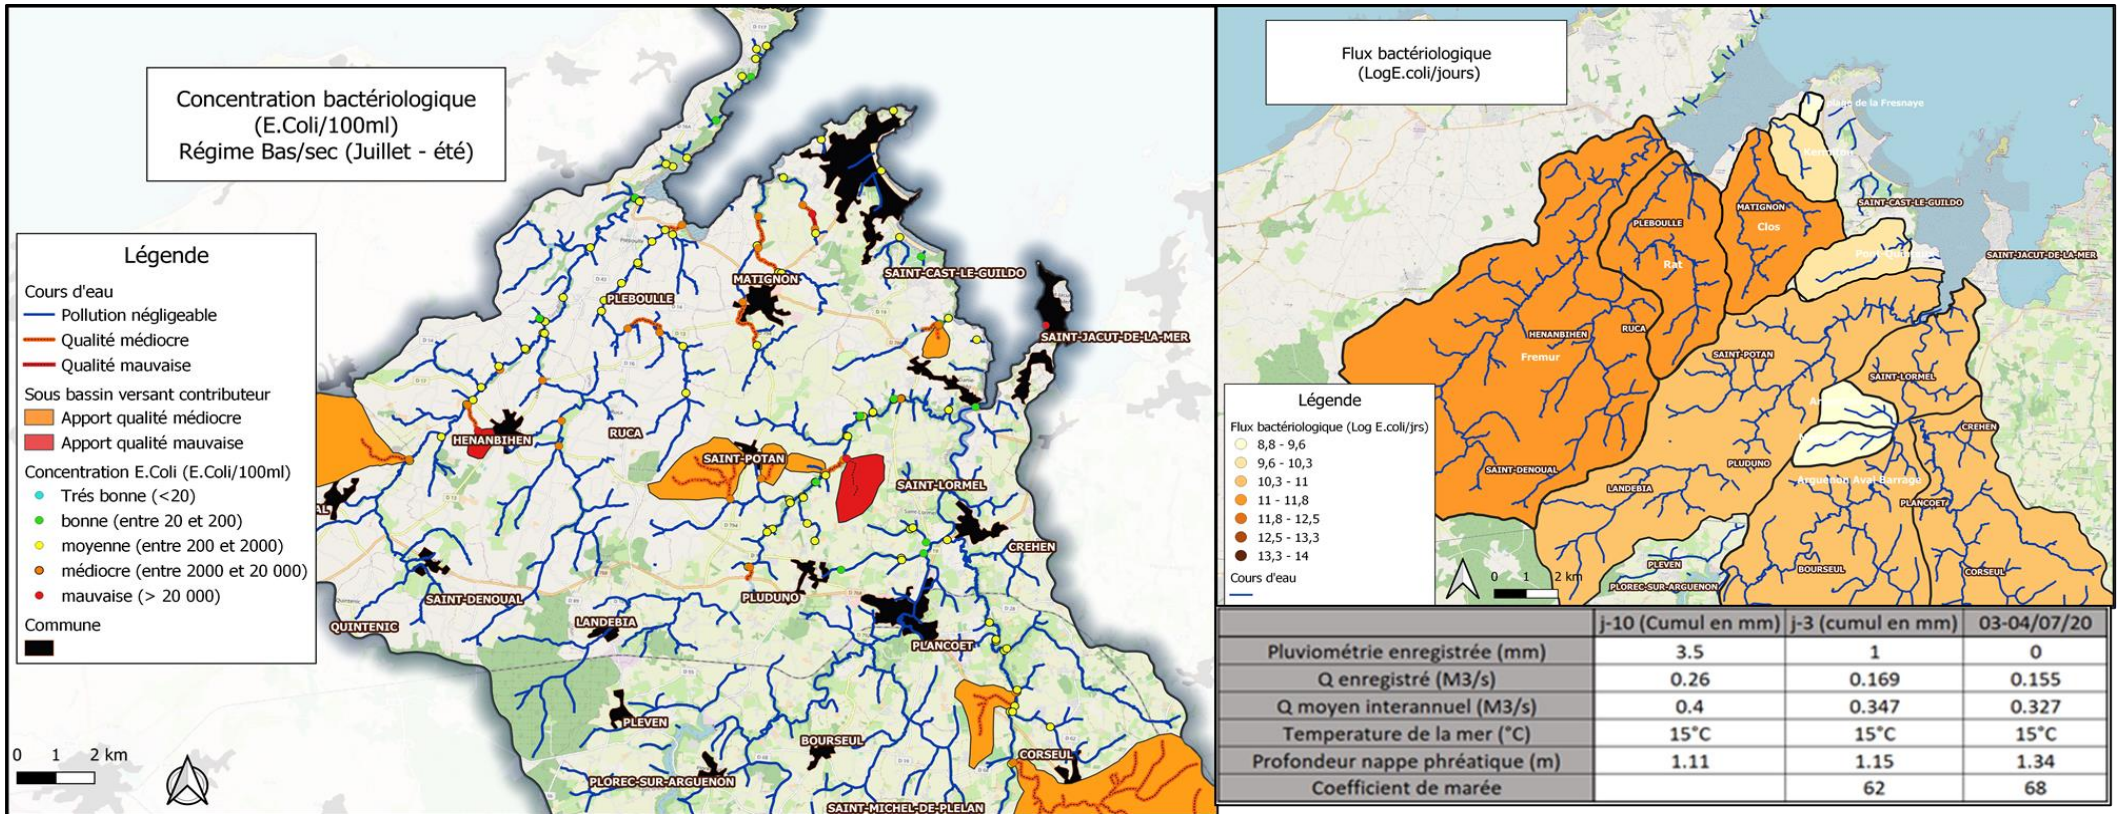 Concentration bactériologique
(E.Coli/100ml)
Régime Bas/sec (Juillet - été)
Légende
Cours d'eau
Pollution négligeable
Qualité médiocre
Qualité mauvaise
Sous bassin versant contributeur
Apport qualité médiocre
Apport qualité mauvaise
Concentration E.Coli (E.Coli/100ml)
Trés bonne (<20)
bonne (entre 20 et 200)
moyenne (entre 200 et 2000)
médiocre (entre 2000 et 20 000)
mauvaise (> 20 000)
Commune
MATIGNON
SAINT-CAST-LE-GUILDO
PLEBOULLE
SAINT-JACUT-DE-LA-MER
HENANBIHEN
RUCA
SAINT-POTAN
SAINT-LORMEL
CREHEN
SAINT-DENOUAL
PLUDUNO
QUINTENIC
LANDEBIA
PLANCOET
PLEVEN
BOURSEUL
CORSEUL
PLOREC-SUR-ARGUENON
SAINT-MICHEL-DE-PLELAN
0 1 2 km
Flux bactériologique
(LogE.coli/jours)
de la Fresnaye
SAINT-CAST-LE-GUILDO
MATIGNON
Clos
PLEBOULLE
Rat
SAINT-JACUT-DE-LA-MER
HENANBIHEN
RUCA
Fremur
SAINT-POTAN
SAINT-LORMEL
CREHEN
SAINT-DENOUAL
PLUDUNO
LANDEBIA
Arguenon Aval Barrage
PLANCOET
PLEVEN
BOURSEUL
CORSEUL
PLOREC-SUR-ARGUENON
Légende
Flux bactériologique (Log E.coli/jrs)
8,8 - 9,6
9,6 - 10,3
10,3 - 11
11 - 11,8
11,8 - 12,5
12,5 - 13,3
13,3 - 14
Cours d'eau
0 1 2 km
j-10 (Cumul en mm) j-3 (cumul en mm) 03-04/07/20
Pluviométrie enregistrée (mm) 3.5 1 0
Q enregistré (M3/s) 0.26 0.169 0.155
Q moyen interannuel (M3/s) 0.4 0.347 0.327
Temperature de la mer (°C) 15°C 15°C 15°C
Profondeur nappe phréatique (m) 1.11 1.15 1.34
Coefficient de marée 62 68